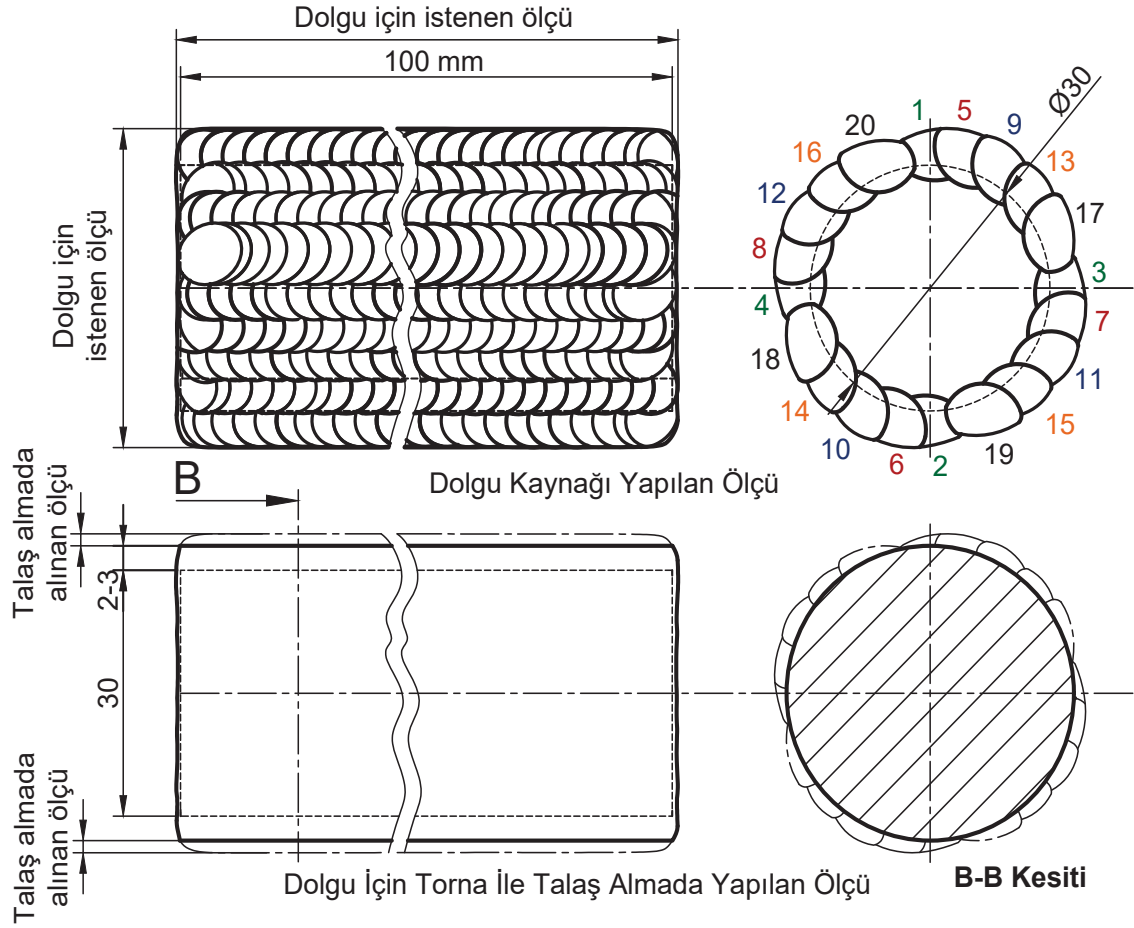 Dolgu için istenen ölçü
100 mm
Dolgu için
istenen ölçü
Ø30
1
5
9
13
17
3
7
11
15
19
2
6
10
14
18
4
8
12
16
20
Dolgu Kaynağı Yapılan Ölçü
B
Talaş almada
alınan ölçü
2-3
30
Talaş almada
alınan ölçü
Dolgu İçin Torna İle Talaş Almada Yapılan Ölçü
B-B Kesiti